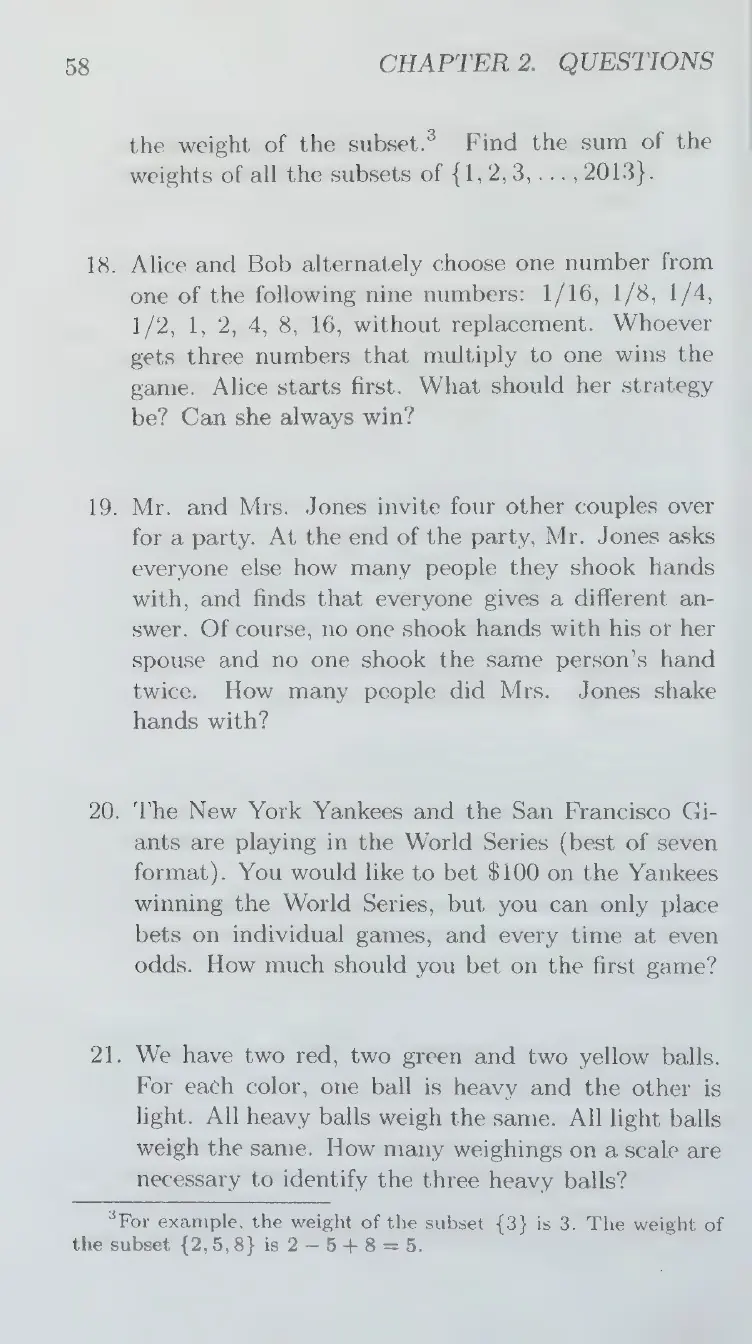 58
CHAPTER 2. QUESTIONS
the weight of the subset.³ Find the sum of the
weights of all the subsets of {1, 2, 3, . . . , 2013}.
18. Alice and Bob alternately choose one number from
one of the following nine numbers: 1/16, 1/8, 1/4,
1/2, 1, 2, 4, 8, 16, without replacement. Whoever
gets three numbers that multiply to one wins the
game. Alice starts first. What should her strategy
be? Can she always win?
19. Mr. and Mrs. Jones invite four other couples over
for a party. At the end of the party, Mr. Jones asks
everyone else how many people they shook hands
with, and finds that everyone gives a different an-
swer. Of course, no one shook hands with his or her
spouse and no one shook the same person's hand
twice. How many people did Mrs. Jones shake
hands with?
20. The New York Yankees and the San Francisco Gi-
ants are playing in the World Series (best of seven
format). You would like to bet $100 on the Yankees
winning the World Series, but you can only place
bets on individual games, and every time at even
odds. How much should you bet on the first game?
21. We have two red, two green and two yellow balls.
For each color, one ball is heavy and the other is
light. All heavy balls weigh the same. All light balls
weigh the same. How many weighings on a scale are
necessary to identify the three heavy balls?
³For example, the weight of the subset {3} is 3. The weight of
the subset {2, 5, 8} is 2 − 5 + 8 = 5.